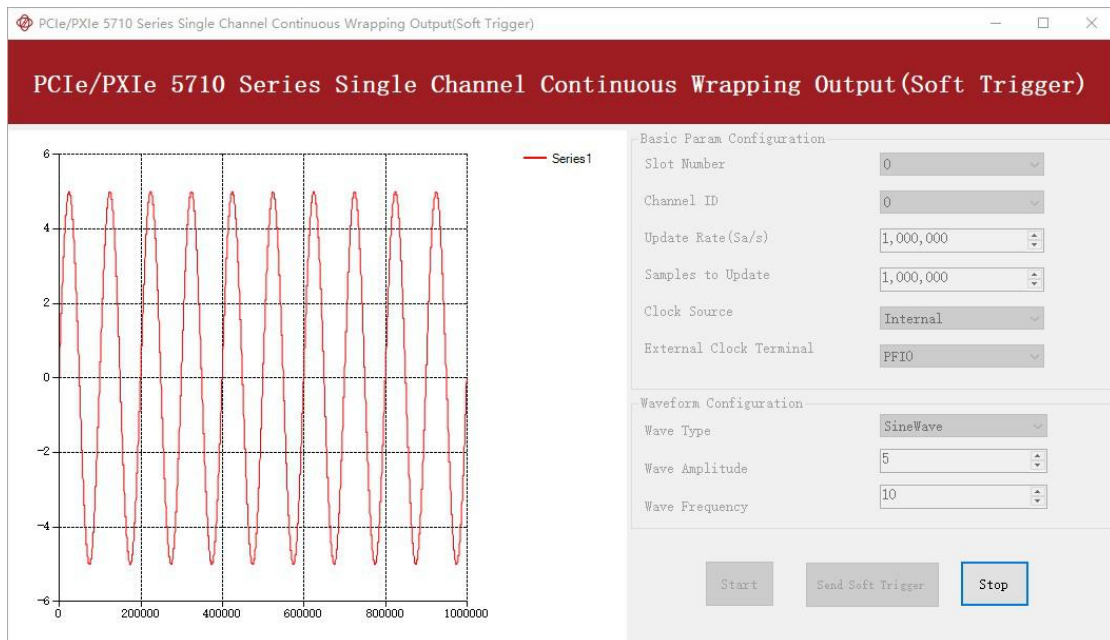 PCIe/PXIe 5710 Series Single Channel Continuous Wrapping Output(Soft Trigger)
PCIe/PXIe 5710 Series Single Channel Continuous Wrapping Output(Soft Trigger)
6
4
2
0
-2
-4
-6
0
200000
400000
600000
800000
1000000
Series1
Basic Param Configuration
Slot Number 0
Channel ID 0
Update Rate(Sa/s) 1,000,000
Samples to Update 1,000,000
Clock Source Internal
External Clock Terminal PFI0
Waveform Configuration
Wave Type SineWave
Wave Amplitude 5
Wave Frequency 10
Start Send Soft Trigger Stop